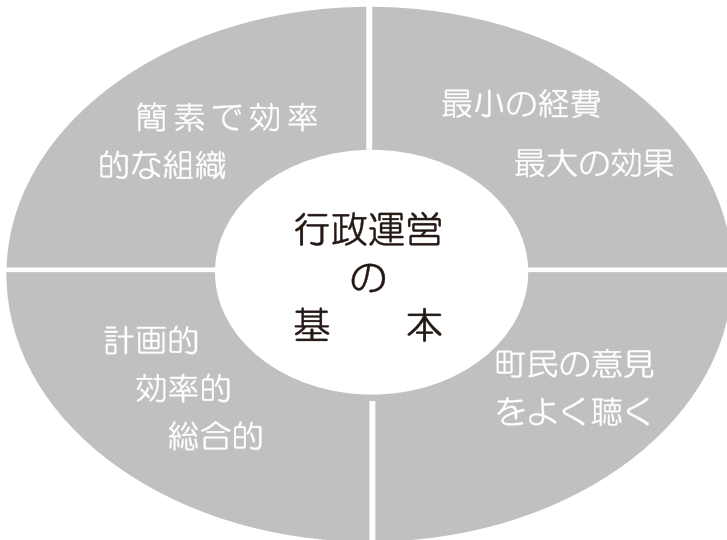 簡素で効率
的な組織
最小の経費
最大の効果
行政運営
の
基　本
計画的
効率的
総合的
町民の意見
をよく聴く